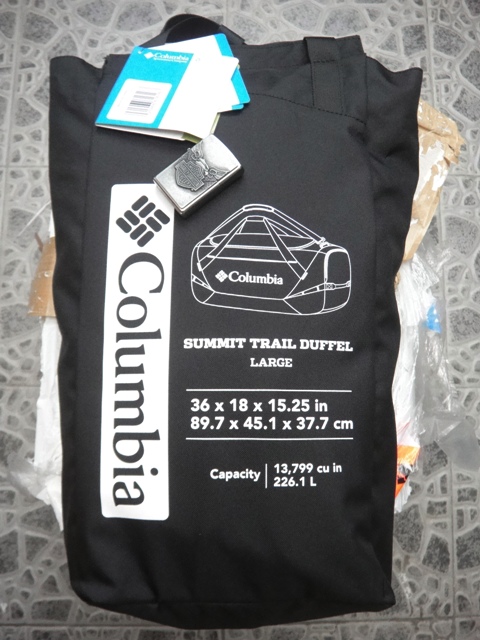 Columbia
Columbia
Columbia
SUMMIT TRAIL DUFFEL
LARGE
36 x 18 x 15.25 in
89.7 x 45.1 x 37.7 cm
Capacity
13,799 cu in
226.1 L